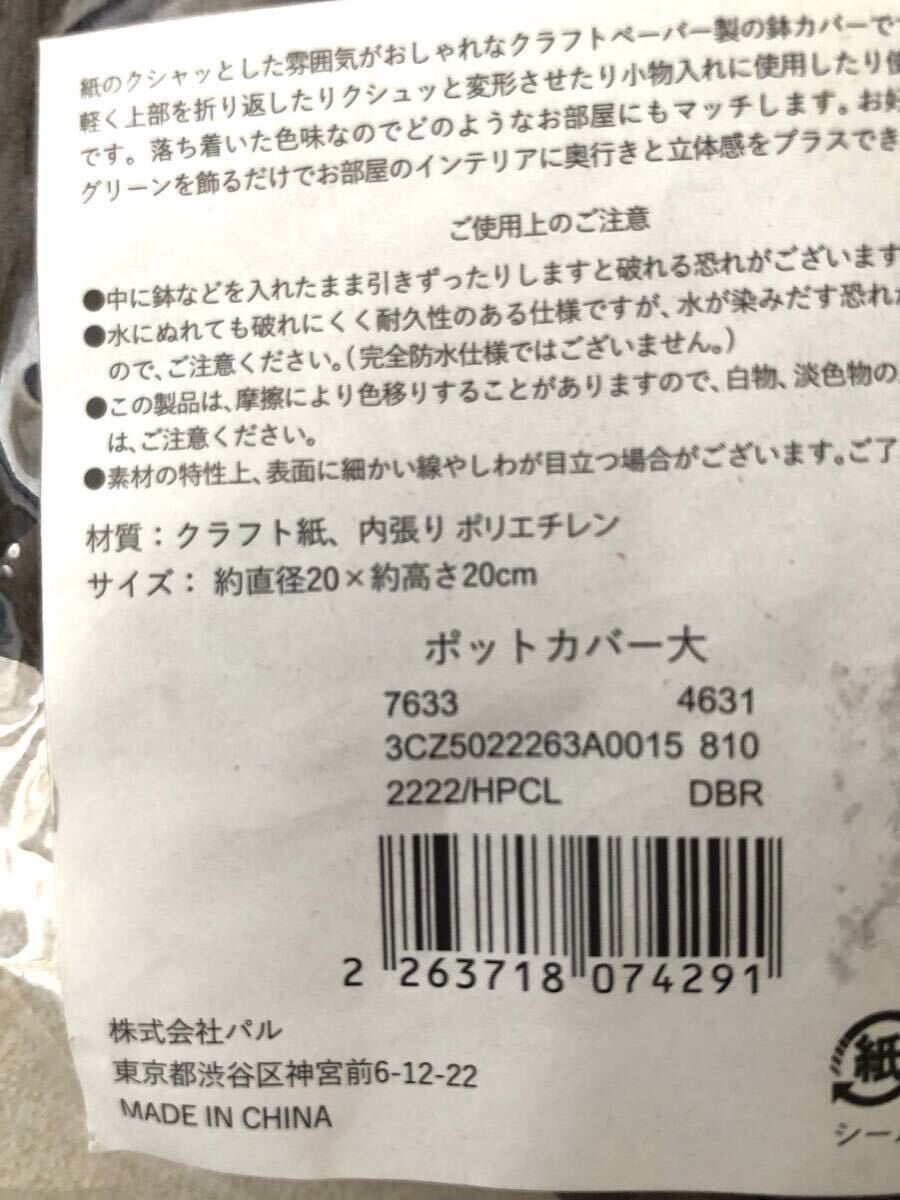 紙のクシャッとした雰囲気がおしゃれなクラフトペーパー製の鉢カバーで
軽く上部を折り返したりクシュッと変形させたり小物入れに使用したり
です。落ち着いた色味なのでどのようなお部屋にもマッチします。お好
グリーンを飾るだけでお部屋のインテリアに奥行きと立体感をプラスでき
ご使用上のご注意
●中に鉢などを入れたまま引きずったりしますと破れる恐れがございます
●水にぬれても破れにくく耐久性のある仕様ですが、水が染みだす恐れが
ので、ご注意ください。(完全防水仕様ではございません。)
●この製品は、摩擦により色移りすることがありますので、白物、淡色物の
は、ご注意ください。
●素材の特性上、表面に細かい線やしわが目立つ場合がございます。ご了
材質：クラフト紙、内張り ポリエチレン
サイズ： 約直径20×約高さ20cm
ポットカバー大
7633 4631
3CZ5022263A0015 810
2222/HPCL DBR
2 263718 074291
株式会社パル
東京都渋谷区神宮前6-12-22
MADE IN CHINA
紙
シー